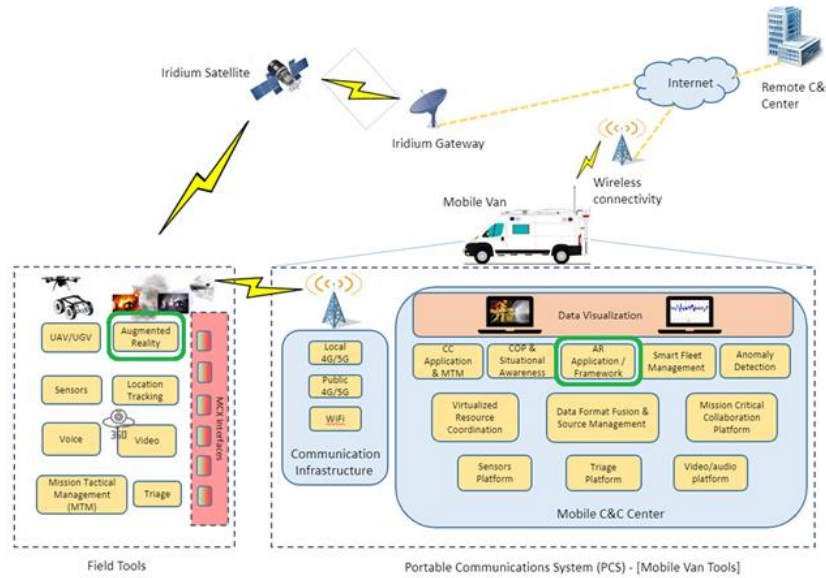 Iridium Satellite
Iridium Gateway
Internet
Remote C&
Center
Wireless
connectivity
Mobile Van
UAV/UGV
Augmented
Reality
Sensors
Location
Tracking
Voice
360
Video
Mission Tactical
Management
(MTM)
Triage
MCX Interfaces
Field Tools
Local
4G/5G
Public
4G/5G
WiFi
Communication
Infrastructure
Data Visualization
CC
Application
& MTM
COP &
Situational
Awareness
AR
Application /
Framework
Smart Fleet
Management
Anomaly
Detection
Virtualized
Resource
Coordination
Data Format Fusion &
Source Management
Mission Critical
Collaboration
Platform
Sensors
Platform
Triage
Platform
Video/audio
platform
Mobile C&C Center
Portable Communications System (PCS) - [Mobile Van Tools]